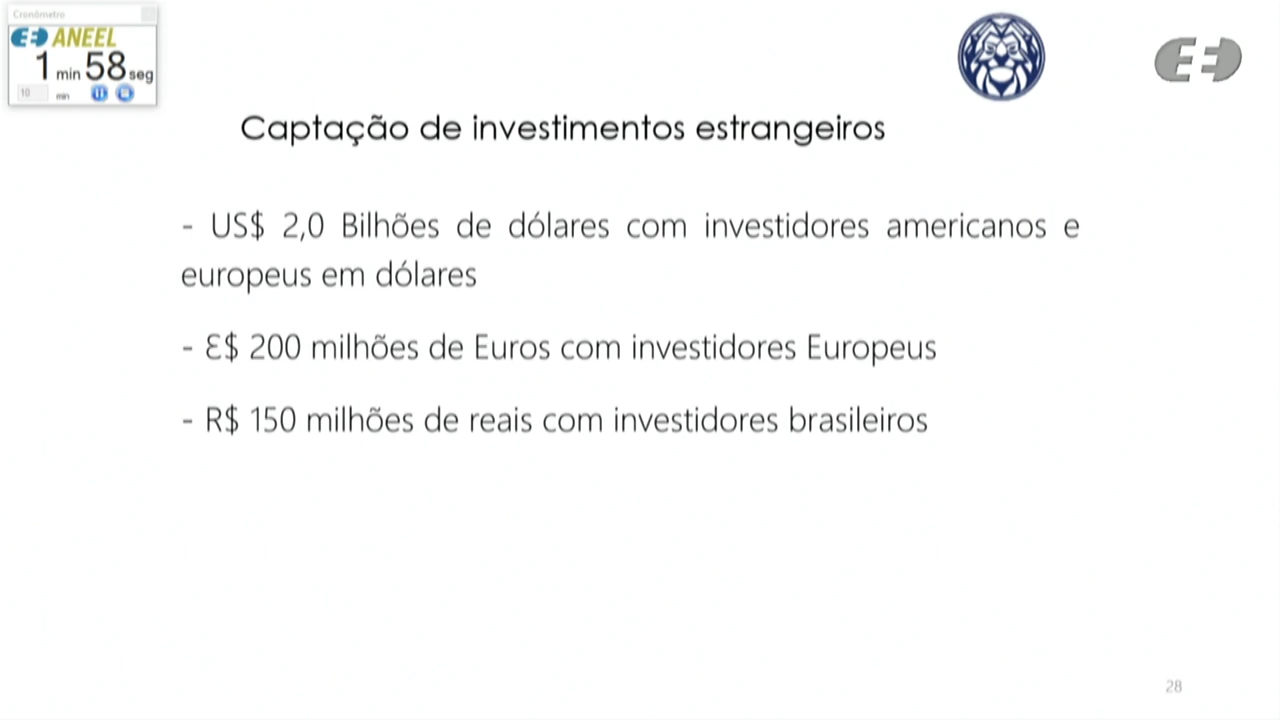 Cronômetro
ANEEL
1 min 58 seg
10 min
Captação de investimentos estrangeiros
- US$ 2,0 Bilhões de dólares com investidores americanos e
europeus em dólares
- Ɛ$ 200 milhões de Euros com investidores Europeus
- R$ 150 milhões de reais com investidores brasileiros
28